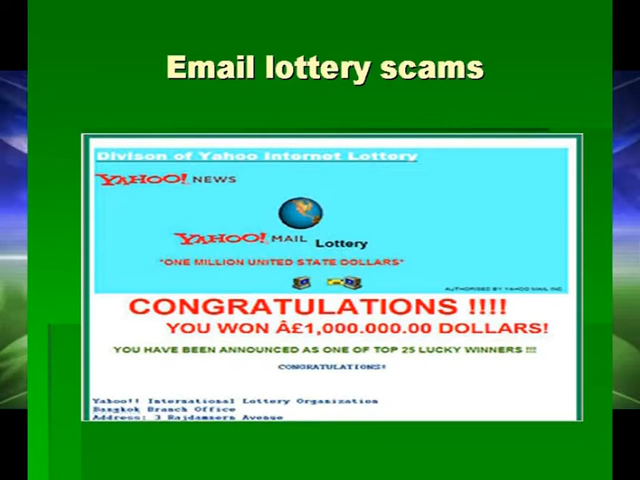 Email lottery scams
Divison of Yahoo Internet Lottery
YAHOO! NEWS
YAHOO! MAIL Lottery
*ONE MILLION UNITED STATE DOLLARS*
AUTHORISED BY YAHOO MAIL INC.
CONGRATULATIONS !!!!
YOU WON Â£1,000.000.00 DOLLARS!
YOU HAVE BEEN ANNOUNCED AS ONE OF TOP 25 LUCKY WINNERS !!!
CONGRATULATIONS!
Yahoo!! International Lottery Organization
Bangkok Branch Office
Address: 3 Rajdamnern Avenue